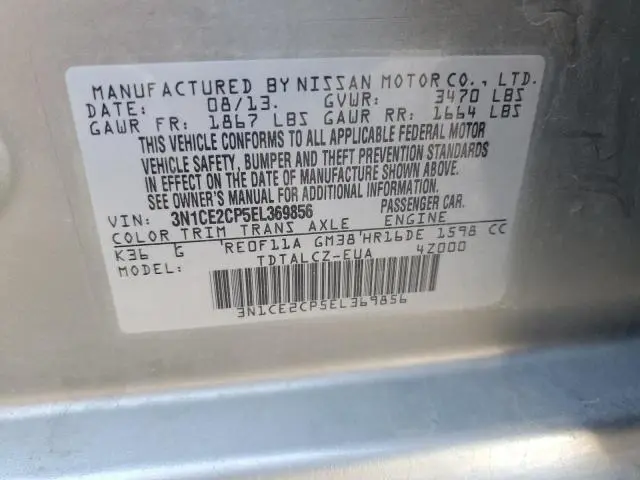 MANUFACTURED BY NISSAN MOTOR CO., LTD.
DATE: 08/13. GVWR: 3470 LBS
GAWR FR: 1867 LBS GAWR RR: 1664 LBS
THIS VEHICLE CONFORMS TO ALL APPLICABLE FEDERAL MOTOR
VEHICLE SAFETY, BUMPER AND THEFT PREVENTION STANDARDS
IN EFFECT ON THE DATE OF MANUFACTURE SHOWN ABOVE.
SEE OWNER'S MANUAL FOR ADDITIONAL INFORMATION.
VIN: 3N1CE2CP5EL369856 PASSENGER CAR.
COLOR TRIM TRANS AXLE ENGINE
K36 G RE0F11A GM38 HR16DE 1598 CC
MODEL: TDTALCZ-EUA 4Z000
3N1CE2CP5EL369856